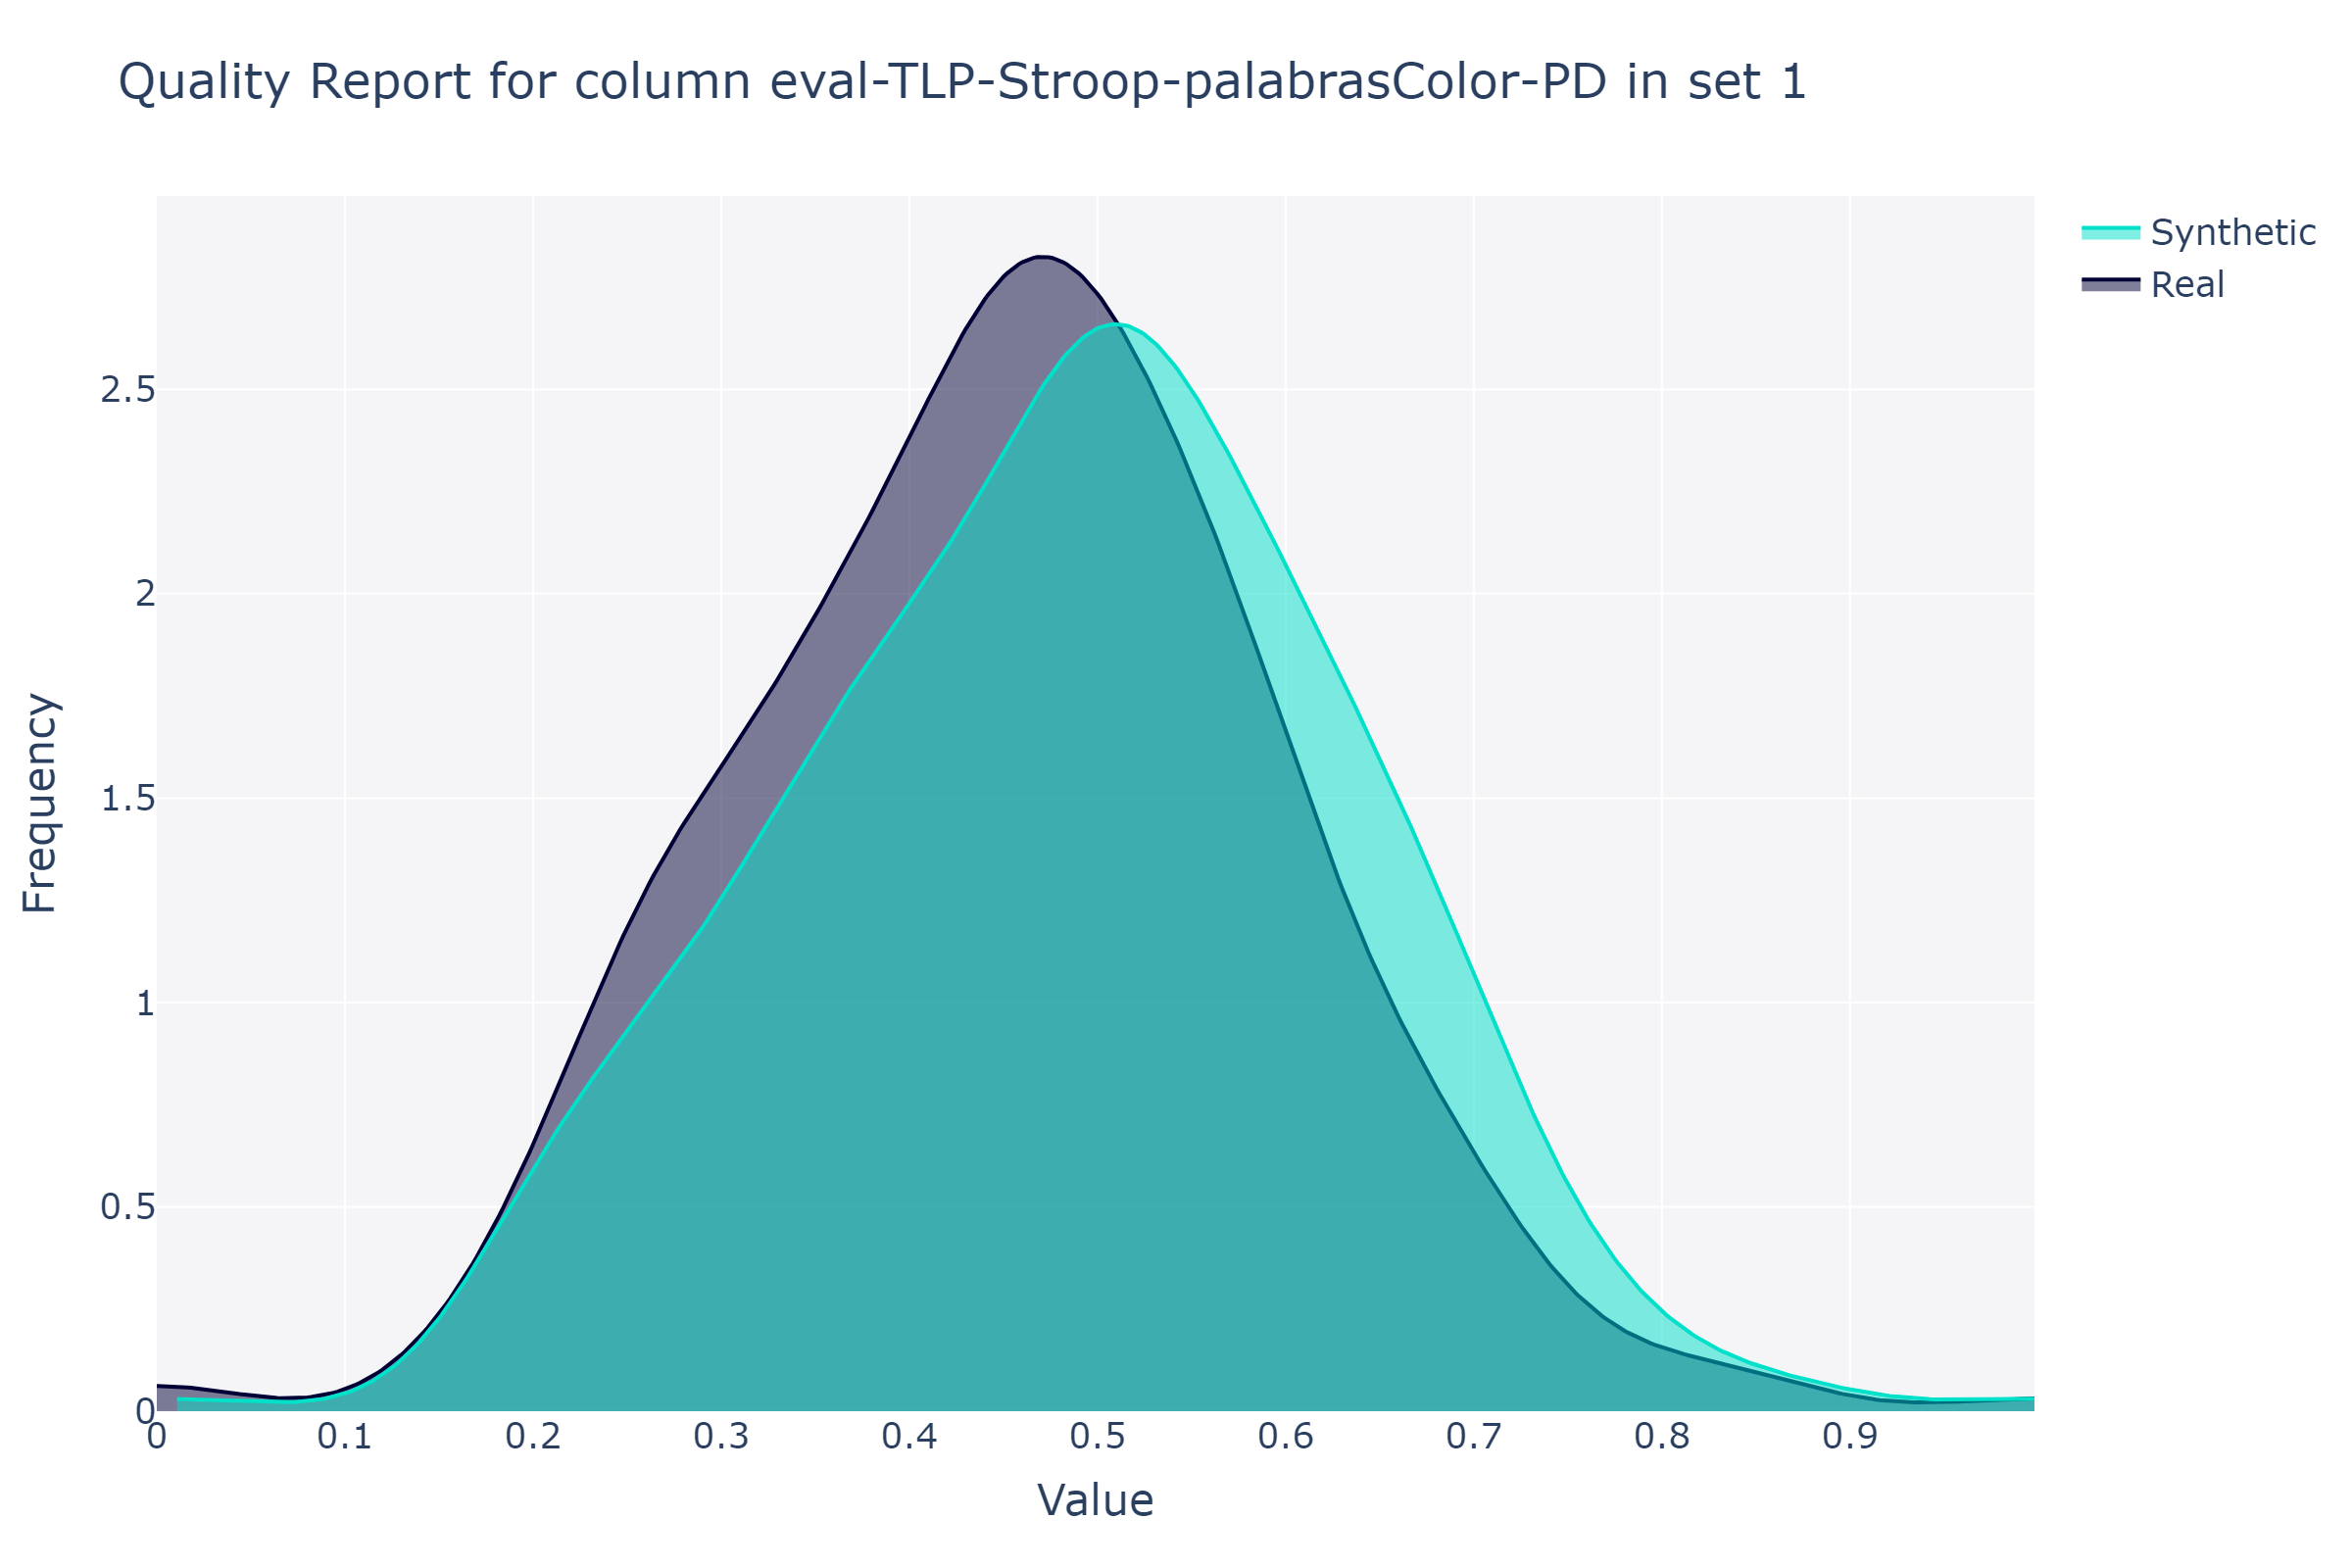 Quality Report for column eval-TLP-Stroop-palabrasColor-PD in set 1
Synthetic
Real
Frequency
2.5
2
1.5
1
0.5
0
0 0.1 0.2 0.3 0.4 0.5 0.6 0.7 0.8 0.9
Value